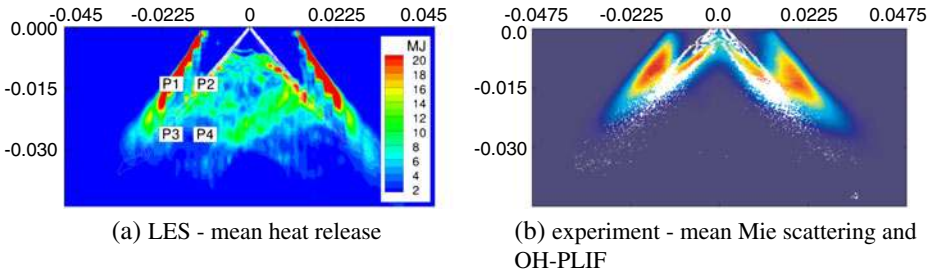 -0.045 -0.0225 0.0 0.0225 0.045
0.000
-0.015
-0.030
MJ
20
18
16
14
12
10
8
6
4
2
P1 P2
P3 P4
(a) LES - mean heat release
-0.0475 -0.0225 0.0 0.0225 0.0475
0.0
-0.015
-0.030
(b) experiment - mean Mie scattering and
OH-PLIF